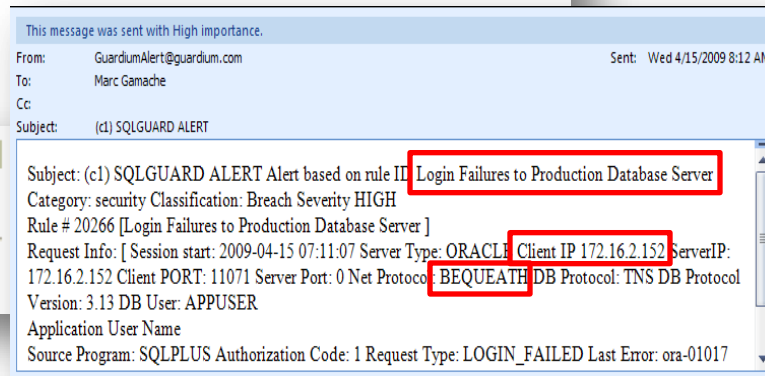 This message was sent with High importance.
From: GuardiumAlert@guardium.com Sent: Wed 4/15/2009 8:12 AM
To: Marc Gamache
Cc:
Subject: (c1) SQLGUARD ALERT
Subject: (c1) SQLGUARD ALERT Alert based on rule ID Login Failures to Production Database Server
Category: security Classification: Breach Severity HIGH
Rule # 20266 [Login Failures to Production Database Server ]
Request Info: [ Session start: 2009-04-15 07:11:07 Server Type: ORACLE Client IP 172.16.2.152 ServerIP:
172.16.2.152 Client PORT: 11071 Server Port: 0 Net Protocol: BEQUEATH DB Protocol: TNS DB Protocol
Version: 3.13 DB User: APPUSER
Application User Name
Source Program: SQLPLUS Authorization Code: 1 Request Type: LOGIN_FAILED Last Error: ora-01017